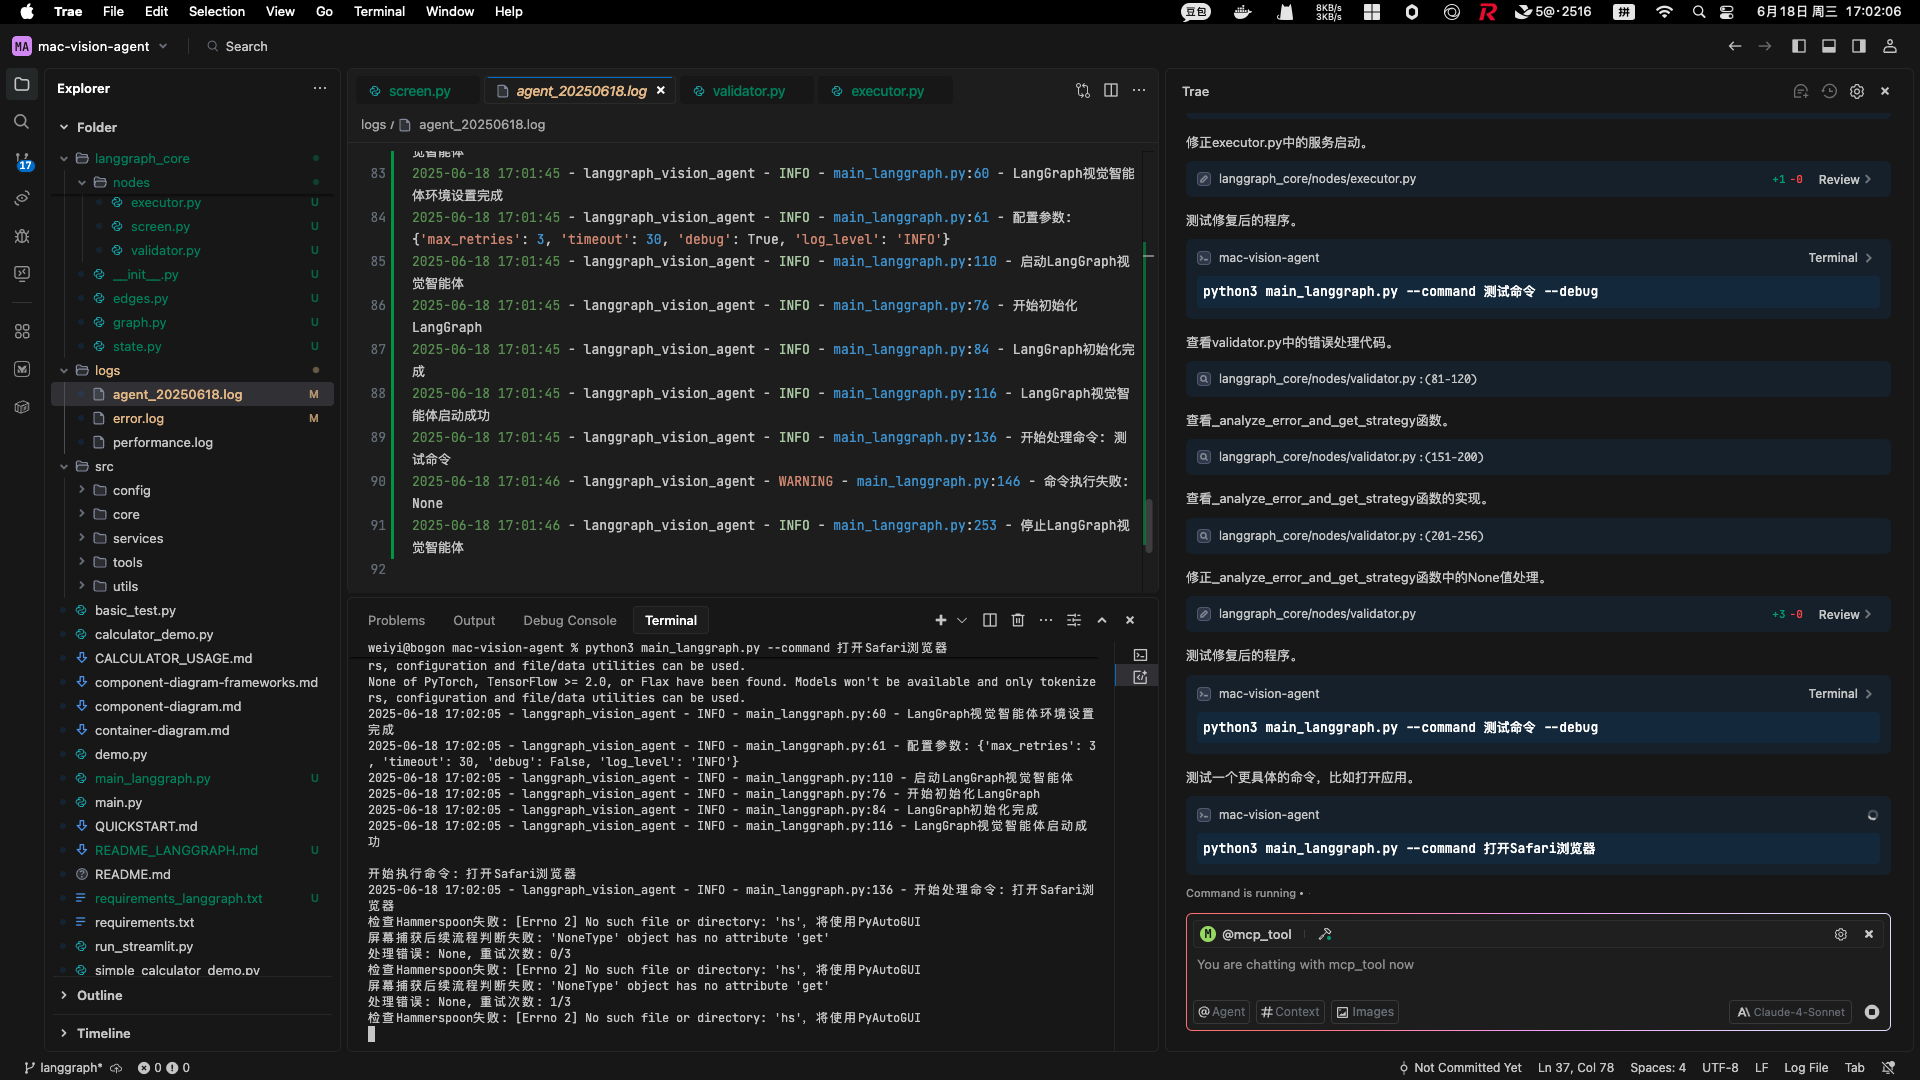 Trae File Edit Selection View Go Terminal Window Help
豆包 8KB/s 3KB/s 5@·2516 拼 6月18日 周三 17:02:06
MA mac-vision-agent Search
Explorer
Folder
langgraph_core
nodes
executor.py U
screen.py U
validator.py U
__init__.py U
edges.py U
graph.py U
state.py U
logs
agent_20250618.log M
error.log M
performance.log
src
config
core
services
tools
utils
basic_test.py
calculator_demo.py
CALCULATOR_USAGE.md
component-diagram-frameworks.md
component-diagram.md
container-diagram.md
demo.py
main_langgraph.py U
main.py
QUICKSTART.md
README_LANGGRAPH.md U
README.md
requirements_langgraph.txt U
requirements.txt
run_streamlit.py
simple_calculator_demo.py
Outline
Timeline
17
screen.py agent_20250618.log validator.py executor.py
logs / agent_20250618.log
觉智能体
83 2025-06-18 17:01:45 - langgraph_vision_agent - INFO - main_langgraph.py:60 - LangGraph视觉智能
体环境设置完成
84 2025-06-18 17:01:45 - langgraph_vision_agent - INFO - main_langgraph.py:61 - 配置参数:
{'max_retries': 3, 'timeout': 30, 'debug': True, 'log_level': 'INFO'}
85 2025-06-18 17:01:45 - langgraph_vision_agent - INFO - main_langgraph.py:110 - 启动LangGraph视
觉智能体
86 2025-06-18 17:01:45 - langgraph_vision_agent - INFO - main_langgraph.py:76 - 开始初始化
LangGraph
87 2025-06-18 17:01:45 - langgraph_vision_agent - INFO - main_langgraph.py:84 - LangGraph初始化完
成
88 2025-06-18 17:01:45 - langgraph_vision_agent - INFO - main_langgraph.py:116 - LangGraph视觉智
能体启动成功
89 2025-06-18 17:01:45 - langgraph_vision_agent - INFO - main_langgraph.py:136 - 开始处理命令: 测
试命令
90 2025-06-18 17:01:46 - langgraph_vision_agent - WARNING - main_langgraph.py:146 - 命令执行失败:
None
91 2025-06-18 17:01:46 - langgraph_vision_agent - INFO - main_langgraph.py:253 - 停止LangGraph视
觉智能体
92
Problems Output Debug Console Terminal
weiyi@bogon mac-vision-agent % python3 main_langgraph.py --command 打开Safari浏览器
rs, configuration and file/data utilities can be used.
None of PyTorch, TensorFlow >= 2.0, or Flax have been found. Models won't be available and only tokenize
rs, configuration and file/data utilities can be used.
2025-06-18 17:02:05 - langgraph_vision_agent - INFO - main_langgraph.py:60 - LangGraph视觉智能体环境设置
完成
2025-06-18 17:02:05 - langgraph_vision_agent - INFO - main_langgraph.py:61 - 配置参数: {'max_retries': 3
, 'timeout': 30, 'debug': False, 'log_level': 'INFO'}
2025-06-18 17:02:05 - langgraph_vision_agent - INFO - main_langgraph.py:110 - 启动LangGraph视觉智能体
2025-06-18 17:02:05 - langgraph_vision_agent - INFO - main_langgraph.py:76 - 开始初始化LangGraph
2025-06-18 17:02:05 - langgraph_vision_agent - INFO - main_langgraph.py:84 - LangGraph初始化完成
2025-06-18 17:02:05 - langgraph_vision_agent - INFO - main_langgraph.py:116 - LangGraph视觉智能体启动成
功
开始执行命令: 打开Safari浏览器
2025-06-18 17:02:05 - langgraph_vision_agent - INFO - main_langgraph.py:136 - 开始处理命令: 打开Safari浏
览器
检查Hammerspoon失败: [Errno 2] No such file or directory: 'hs', 将使用PyAutoGUI
屏幕捕获后续流程判断失败: 'NoneType' object has no attribute 'get'
处理错误: None, 重试次数: 0/3
检查Hammerspoon失败: [Errno 2] No such file or directory: 'hs', 将使用PyAutoGUI
屏幕捕获后续流程判断失败: 'NoneType' object has no attribute 'get'
处理错误: None, 重试次数: 1/3
检查Hammerspoon失败: [Errno 2] No such file or directory: 'hs', 将使用PyAutoGUI
Trae
修正executor.py中的服务启动。
langgraph_core/nodes/executor.py +1 -0 Review
测试修复后的程序。
mac-vision-agent Terminal
python3 main_langgraph.py --command 测试命令 --debug
查看validator.py中的错误处理代码。
langgraph_core/nodes/validator.py :(81-120)
查看_analyze_error_and_get_strategy函数。
langgraph_core/nodes/validator.py :(151-200)
查看_analyze_error_and_get_strategy函数的实现。
langgraph_core/nodes/validator.py :(201-256)
修正_analyze_error_and_get_strategy函数中的None值处理。
langgraph_core/nodes/validator.py +3 -0 Review
测试修复后的程序。
mac-vision-agent Terminal
python3 main_langgraph.py --command 测试命令 --debug
测试一个更具体的命令，比如打开应用。
mac-vision-agent
python3 main_langgraph.py --command 打开Safari浏览器
Command is running
M @mcp_tool
You are chatting with mcp_tool now
@Agent # Context Images Claude-4-Sonnet
langgraph* 0 0 Not Committed Yet Ln 37, Col 78 Spaces: 4 UTF-8 LF Log File Tab